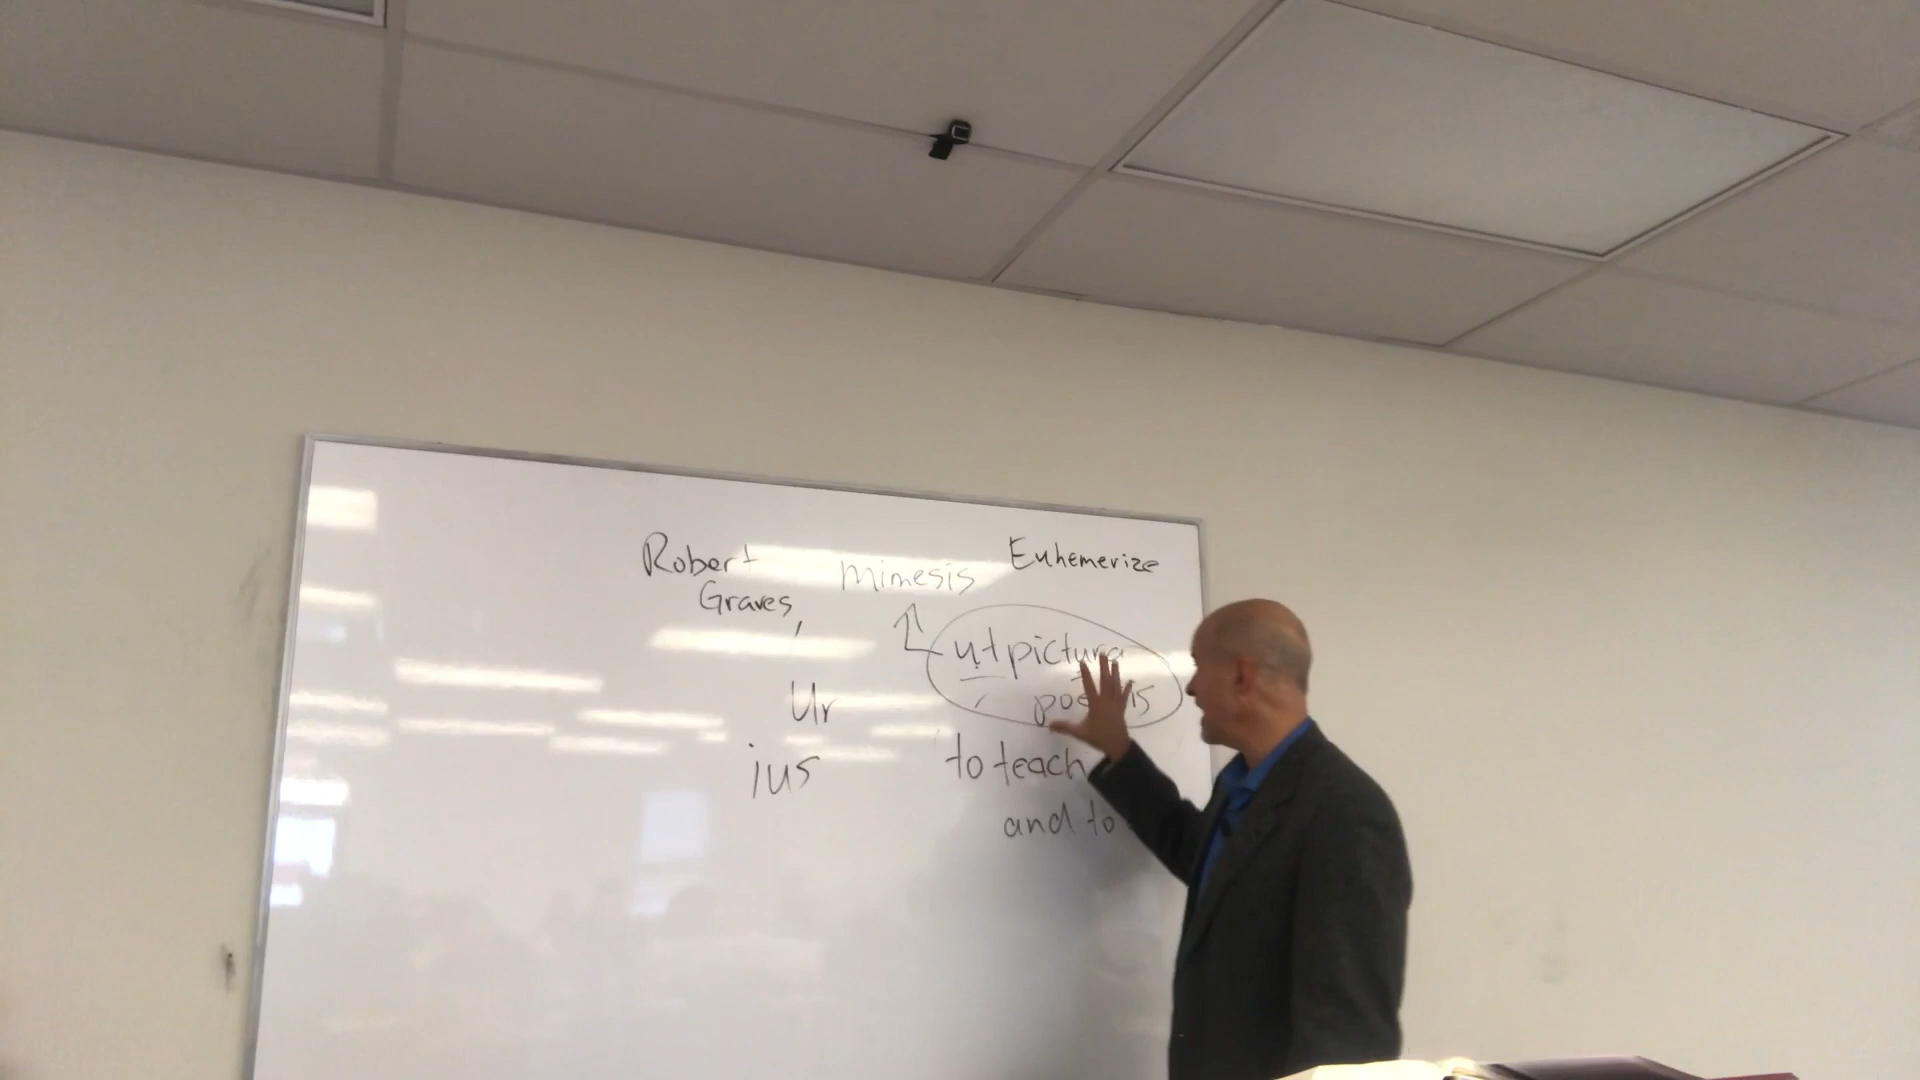 Robert
Graves,
mimesis
Euhemerize
ut pictura
Ur
ius
to teach
and to